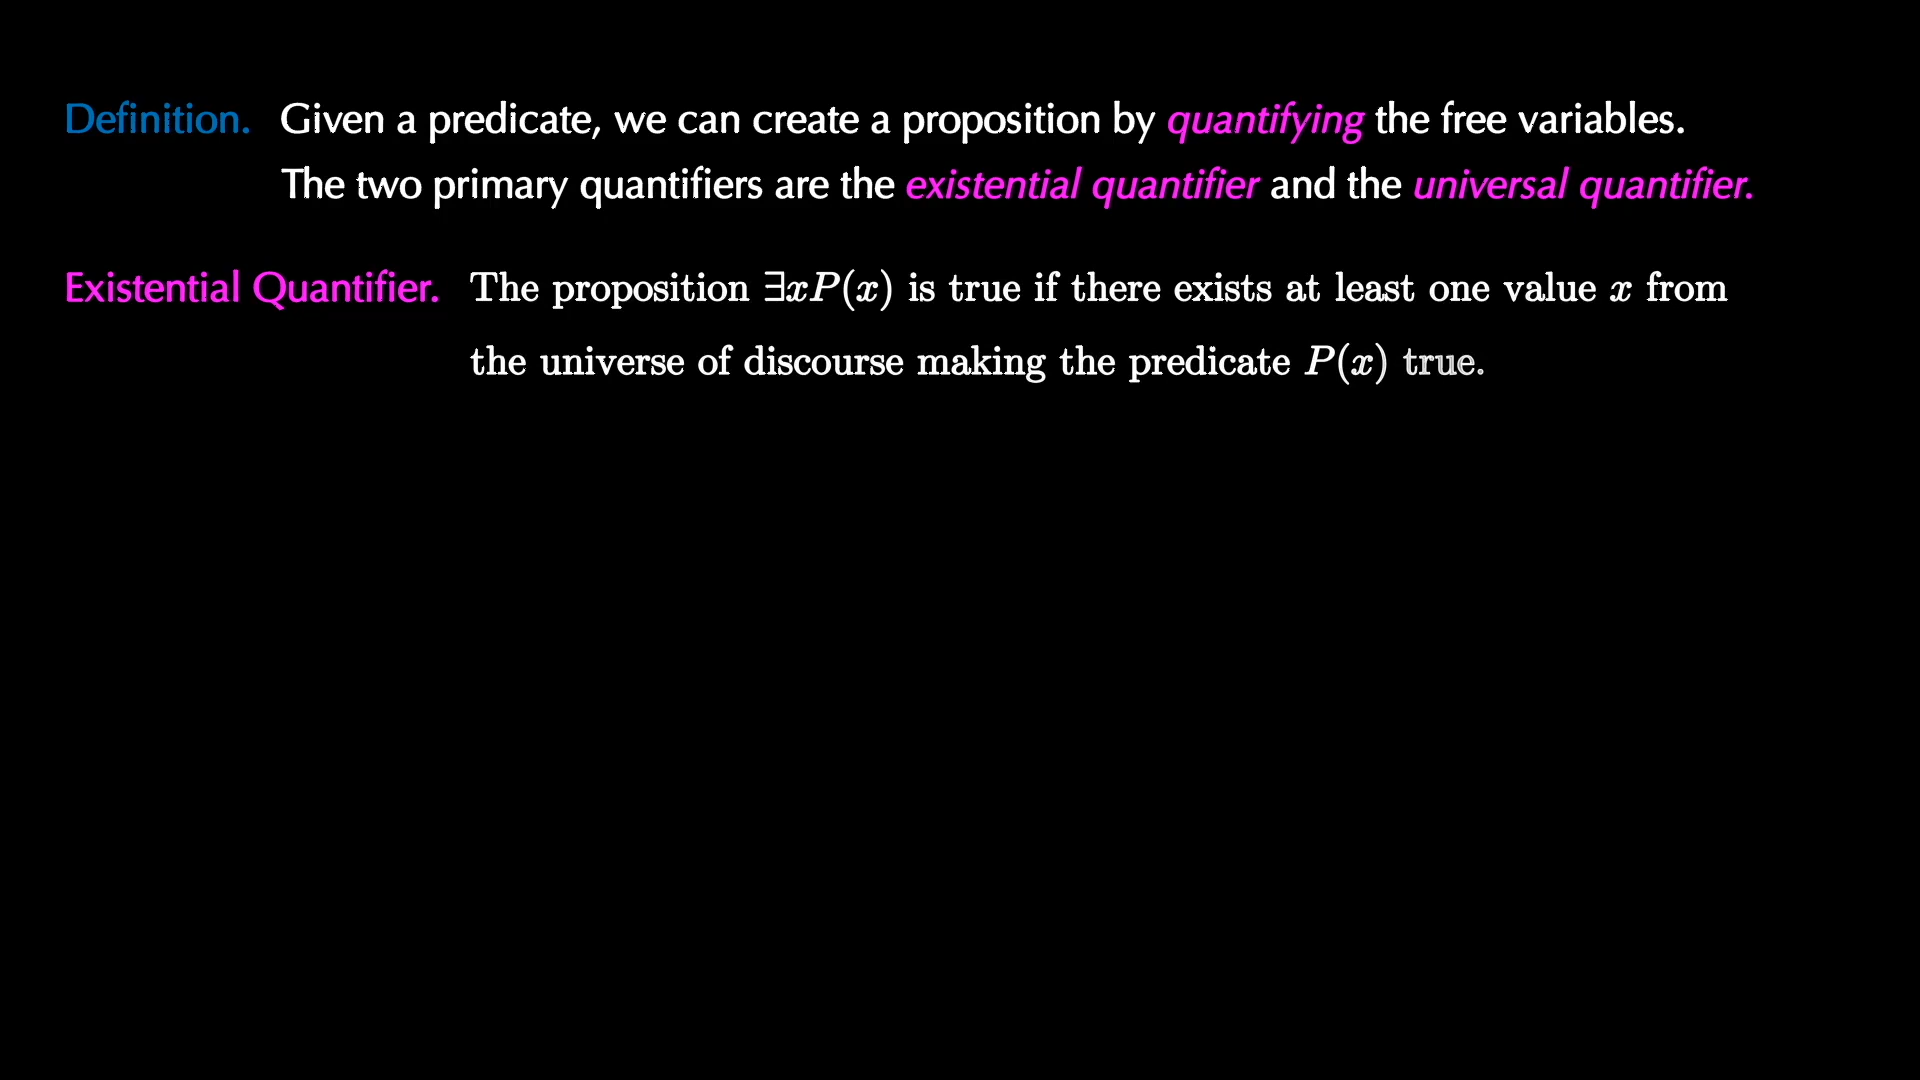 Definition. Given a predicate, we can create a proposition by quantifying the free variables.
The two primary quantifiers are the existential quantifier and the universal quantifier.
Existential Quantifier. The proposition ∃xP(x) is true if there exists at least one value x from
the universe of discourse making the predicate P(x) true.